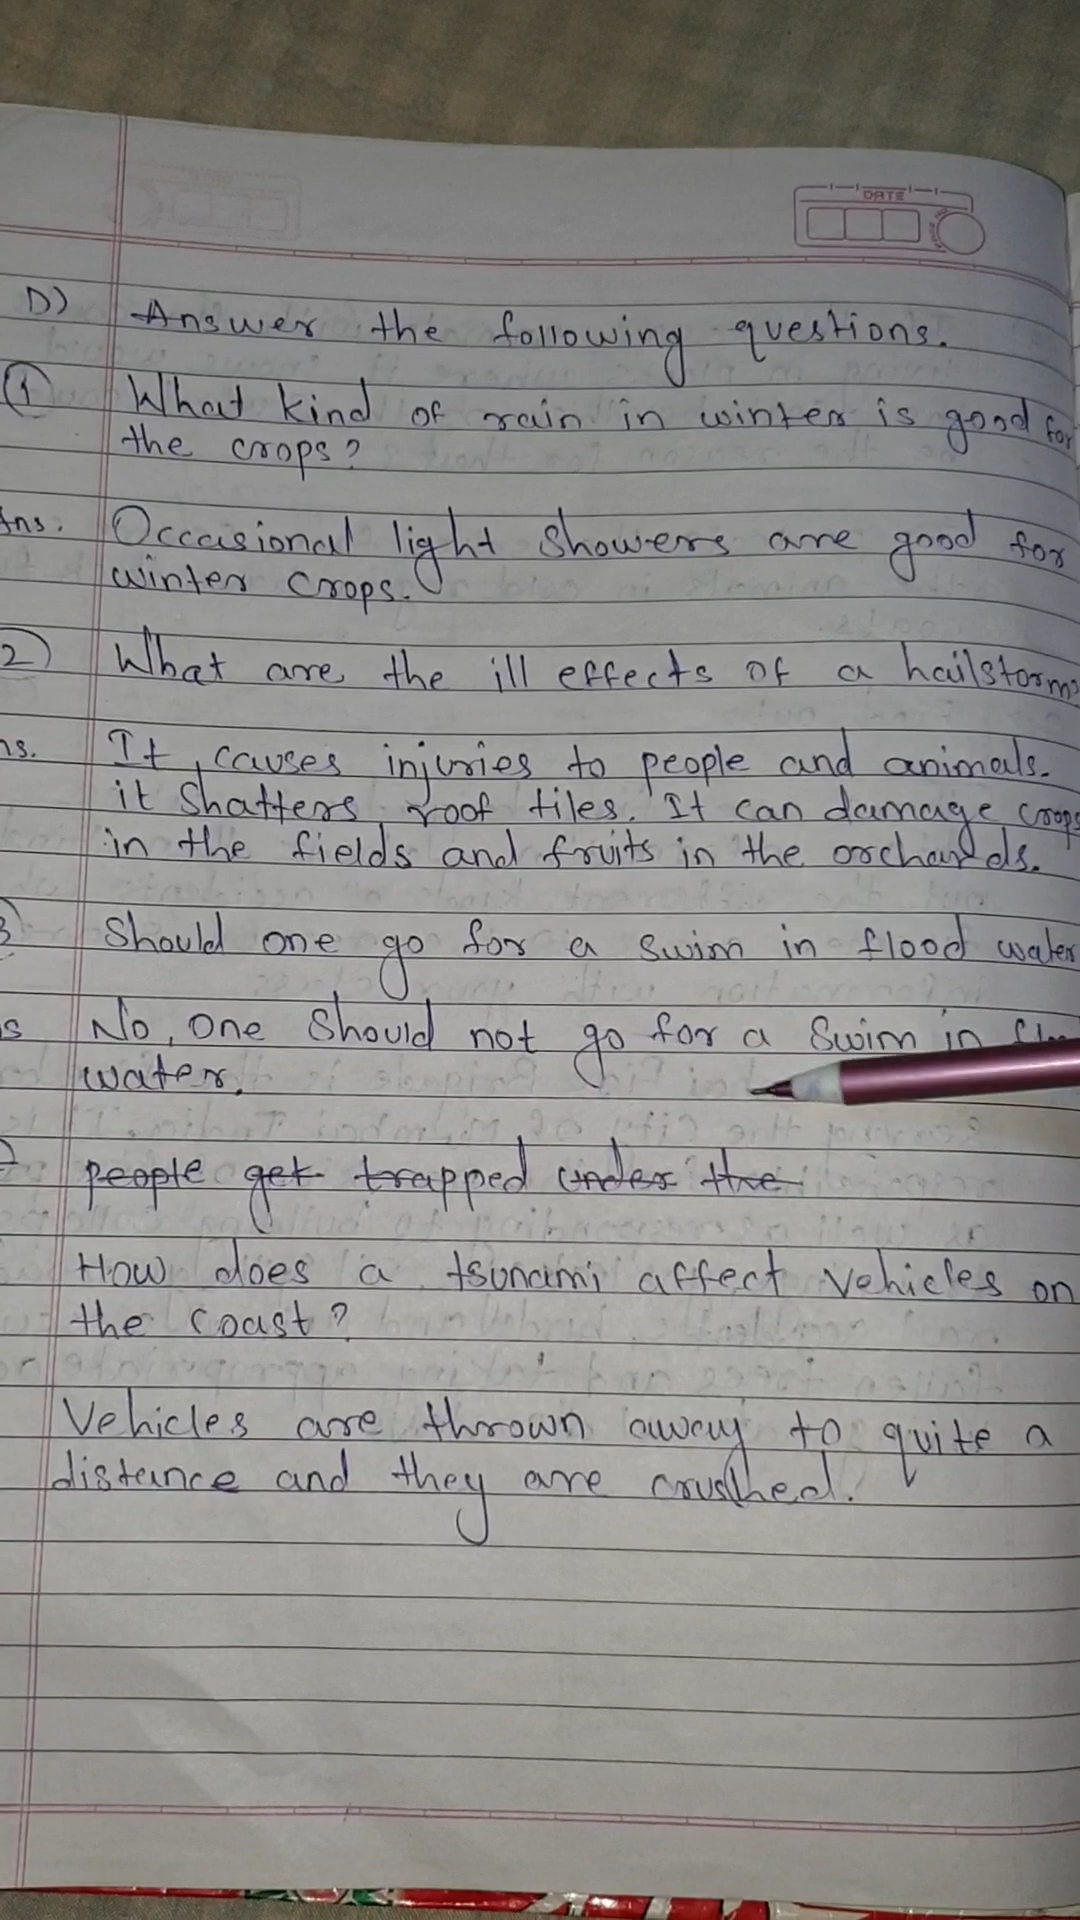 DATE
D) Answer the following questions.
1 What kind of rain in winter is good for
the crops?
Ans. Occasional light showers are good for
winter crops.
2) What are the ill effects of a hailstorm?
ns. It causes injuries to people and animals.
it shatters roof tiles. It can damage crops
in the fields and fruits in the orchards.
3 Should one go for a swim in flood water
s No, one should not go for a swim in
water.
people get trapped under the
How does a tsunami affect vehicles on
the coast?
Vehicles are thrown away to quite a
distance and they are crushed.